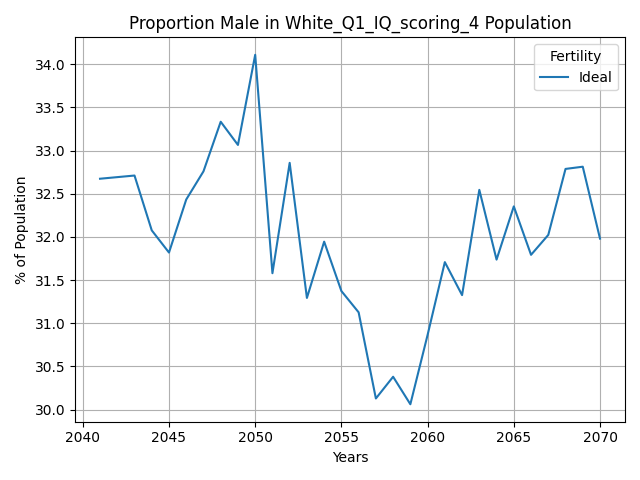 Proportion Male in White_Q1_IQ_scoring_4 Population
Fertility
Ideal
% of Population
34.0
33.5
33.0
32.5
32.0
31.5
31.0
30.5
30.0
2040 2045 2050 2055 2060 2065 2070
Years